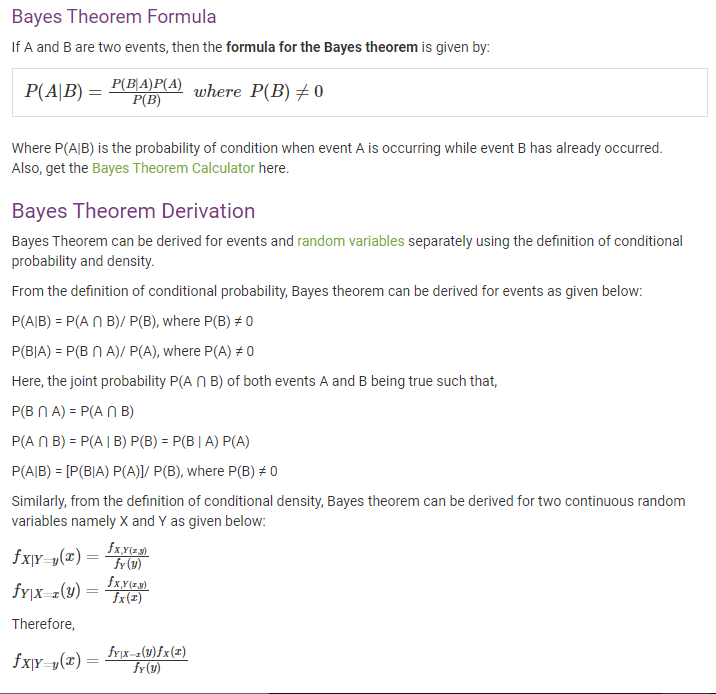 Bayes Theorem Formula
If A and B are two events, then the formula for the Bayes theorem is given by:
P(A|B) = P(B|A)P(A) / P(B) where P(B) ≠ 0
Where P(A|B) is the probability of condition when event A is occurring while event B has already occurred.
Also, get the Bayes Theorem Calculator here.
Bayes Theorem Derivation
Bayes Theorem can be derived for events and random variables separately using the definition of conditional
probability and density.
From the definition of conditional probability, Bayes theorem can be derived for events as given below:
P(A|B) = P(A ⋂ B)/ P(B), where P(B) ≠ 0
P(B|A) = P(B ⋂ A)/ P(A), where P(A) ≠ 0
Here, the joint probability P(A ⋂ B) of both events A and B being true such that,
P(B ⋂ A) = P(A ⋂ B)
P(A ⋂ B) = P(A | B) P(B) = P(B | A) P(A)
P(A|B) = [P(B|A) P(A)]/ P(B), where P(B) ≠ 0
Similarly, from the definition of conditional density, Bayes theorem can be derived for two continuous random
variables namely X and Y as given below:
f_{X|Y=y}(x) = f_{X,Y(x,y)} / f_Y(y)
f_{Y|X=x}(y) = f_{X,Y(x,y)} / f_X(x)
Therefore,
f_{X|Y=y}(x) = f_{Y|X=x}(y) f_X(x) / f_Y(y)